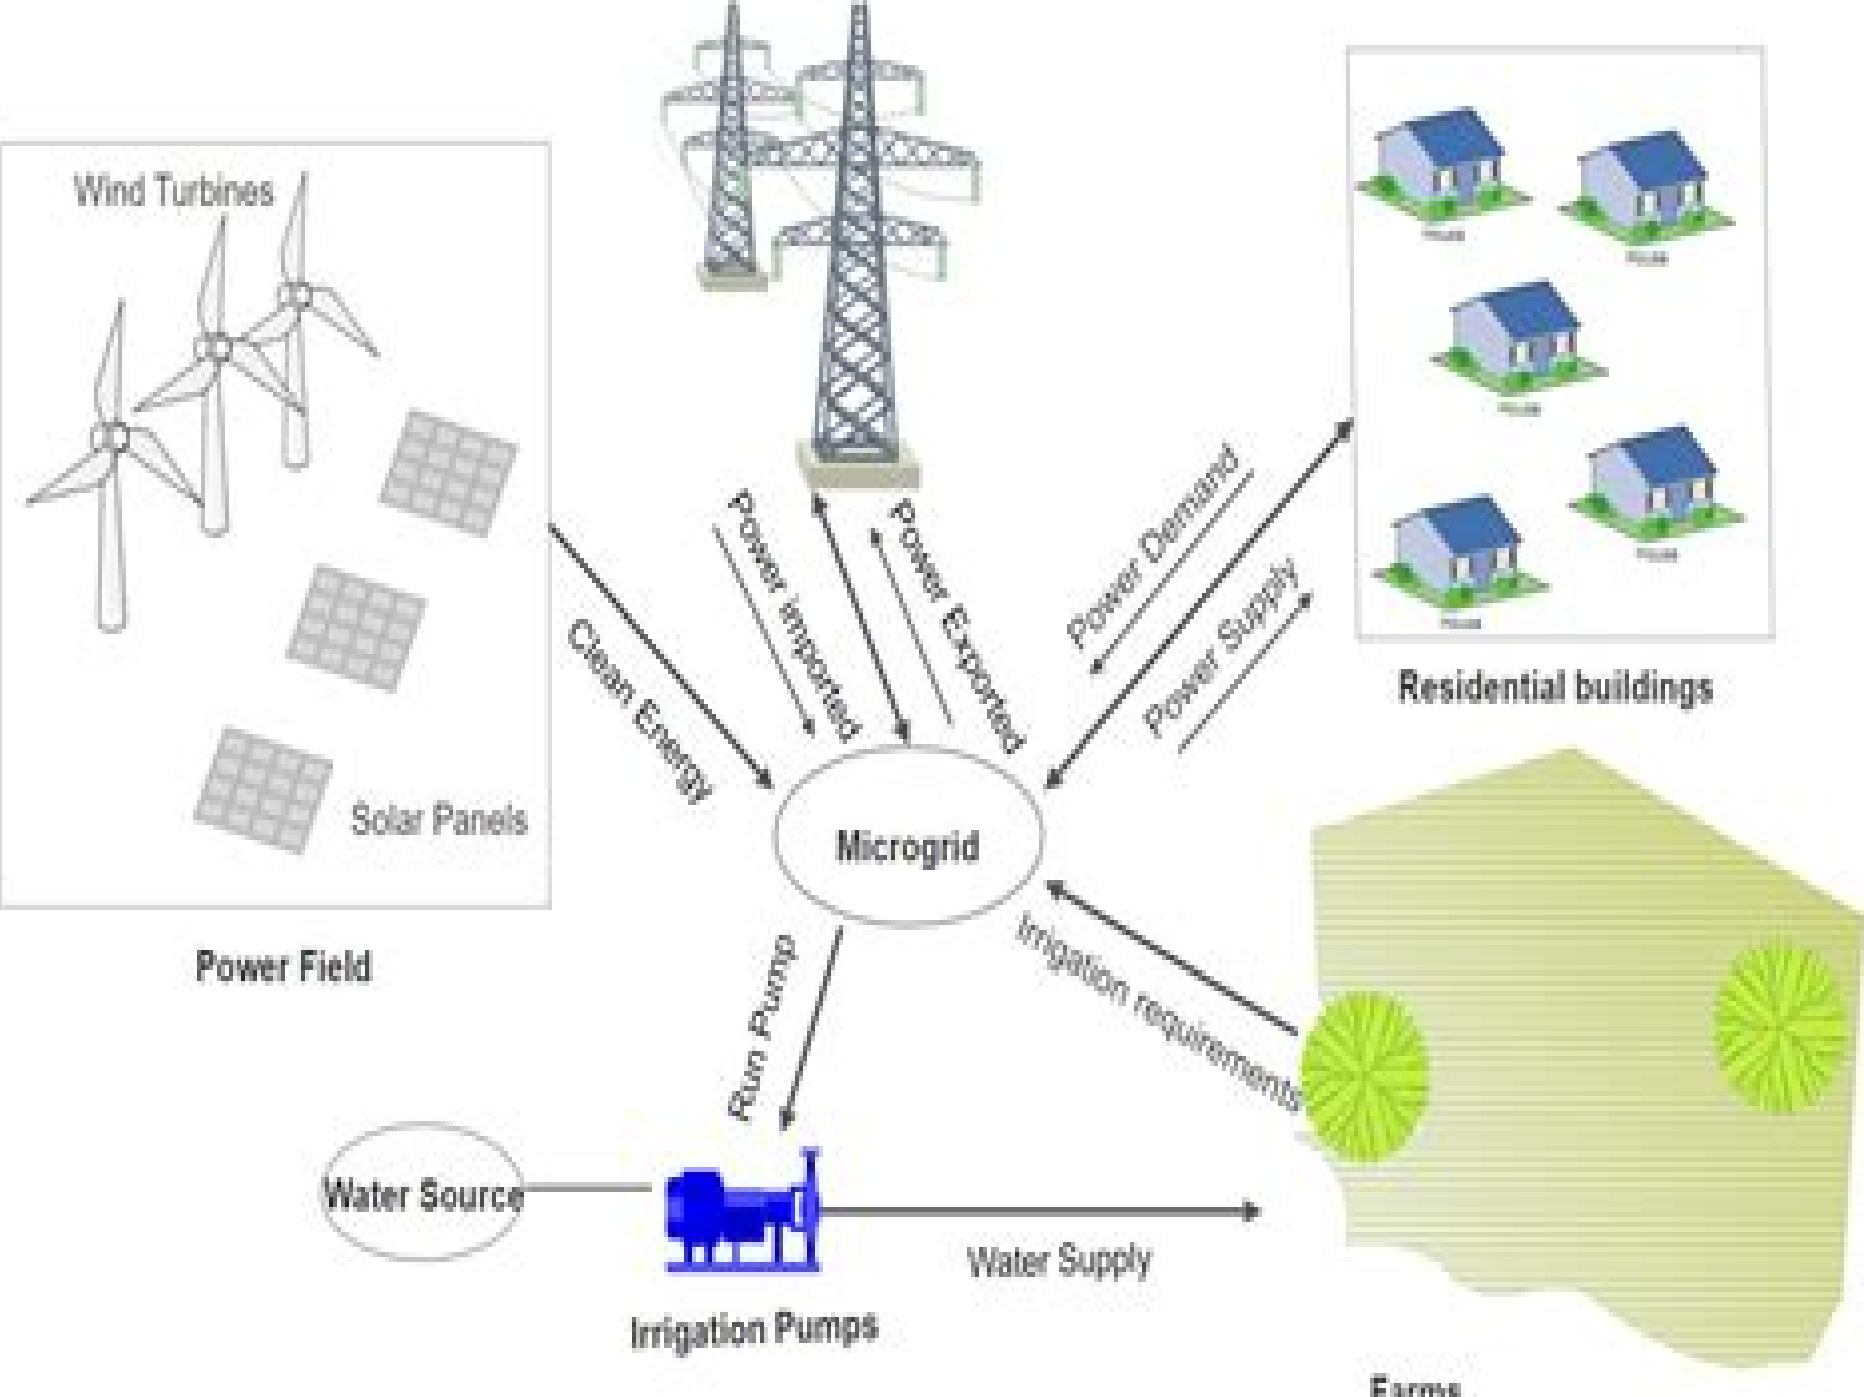 Wind Turbines
Solar Panels
Power Field
Clean Energy
Power Imported
Power Exported
Power Demand
Power Supply
Residential buildings
Microgrid
Irrigation requirements
Run Pump
Water Source
Water Supply
Irrigation Pumps
Farms